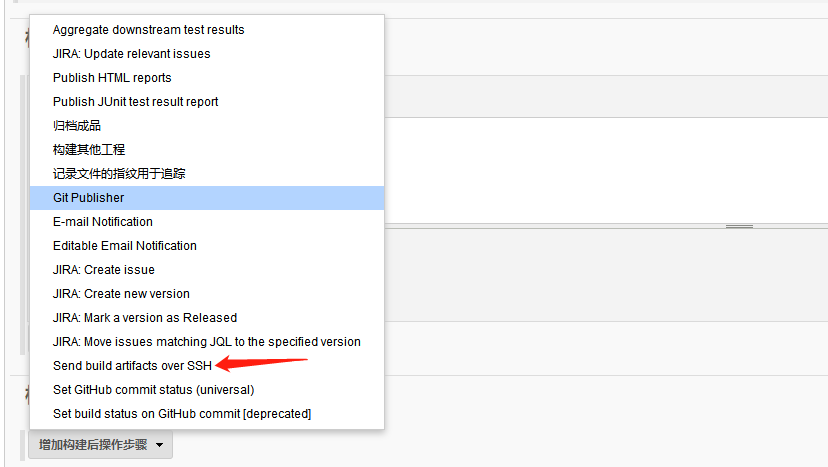 Aggregate downstream test results
JIRA: Update relevant issues
Publish HTML reports
Publish JUnit test result report
归档成品
构建其他工程
记录文件的指纹用于追踪
Git Publisher
E-mail Notification
Editable Email Notification
JIRA: Create issue
JIRA: Create new version
JIRA: Mark a version as Released
JIRA: Move issues matching JQL to the specified version
Send build artifacts over SSH
Set GitHub commit status (universal)
Set build status on GitHub commit [deprecated]
增加构建后操作步骤